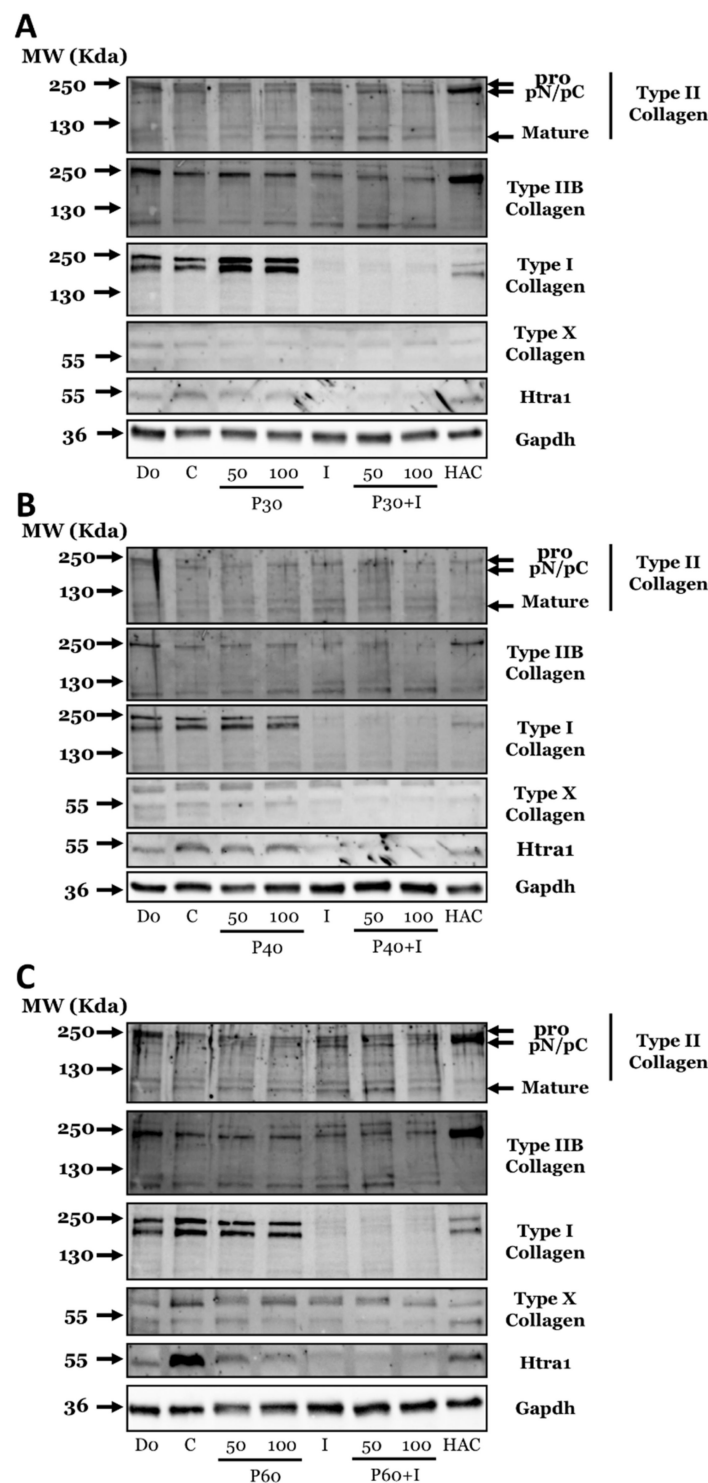 A
MW (Kda)
250
130
pro
pN/pC
Mature
Type II
Collagen
250
130
Type IIB
Collagen
250
130
Type I
Collagen
55
Type X
Collagen
55
Htra1
36
Gapdh
D0 C 50 100 I 50 100 HAC
P30 P30+I
B
MW (Kda)
250
130
pro
pN/pC
Mature
Type II
Collagen
250
130
Type IIB
Collagen
250
130
Type I
Collagen
55
Type X
Collagen
55
Htra1
36
Gapdh
D0 C 50 100 I 50 100 HAC
P40 P40+I
C
MW (Kda)
250
130
pro
pN/pC
Mature
Type II
Collagen
250
130
Type IIB
Collagen
250
130
Type I
Collagen
55
Type X
Collagen
55
Htra1
36
Gapdh
D0 C 50 100 I 50 100 HAC
P60 P60+I